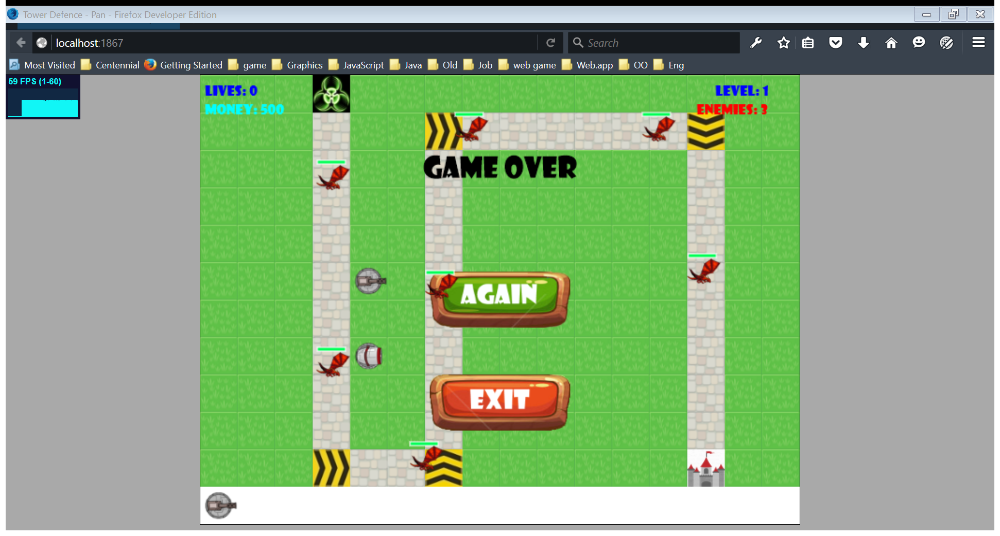 Tower Defence - Pan - Firefox Developer Edition
localhost:1867
Search
Most Visited Centennial Getting Started game Graphics JavaScript Java Old Job web game Web.app OO Eng
59 FPS (1-60)
LIVES: 0
LEVEL: 1
MONEY: 500
ENEMIES: 3
GAME OVER
AGAIN
EXIT